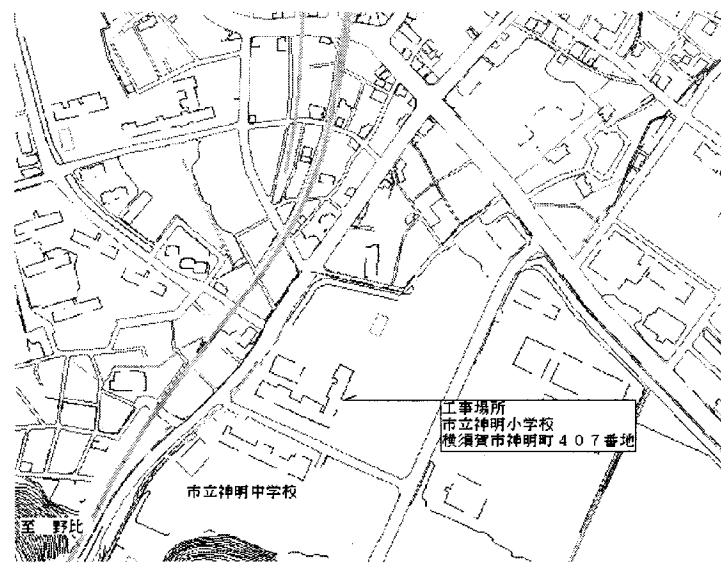 工事場所
市立神明小学校
横須賀市神明町４０７番地
市立神明中学校
至　野比